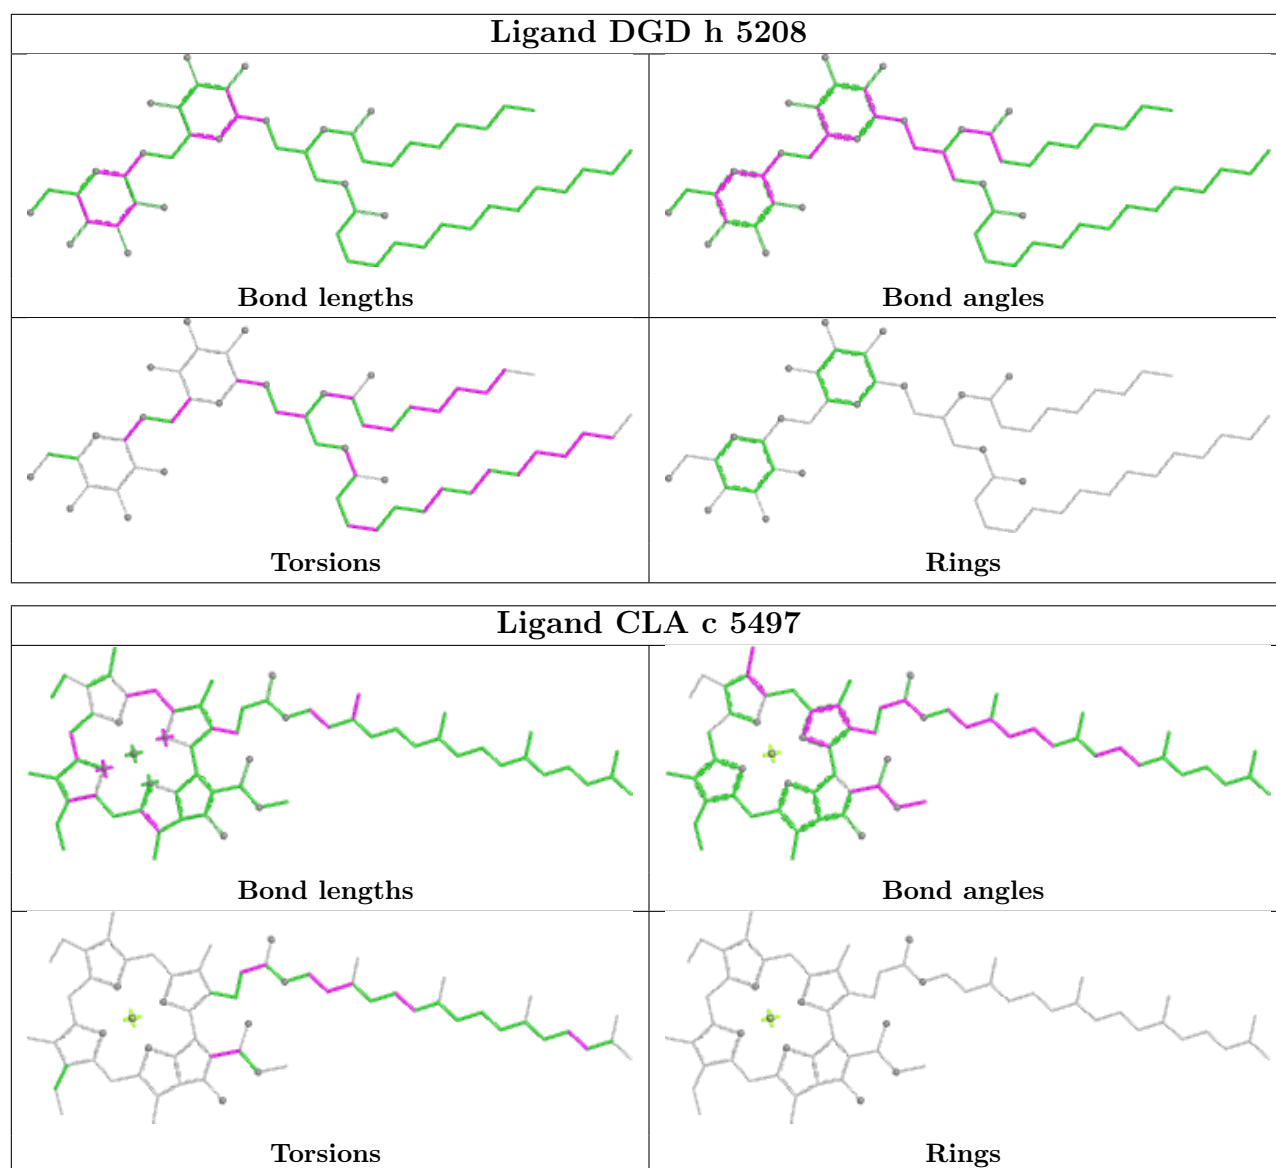 Ligand DGD h 5208
Bond lengths
Bond angles
Torsions
Rings
Ligand CLA c 5497
Bond lengths
Bond angles
Torsions
Rings